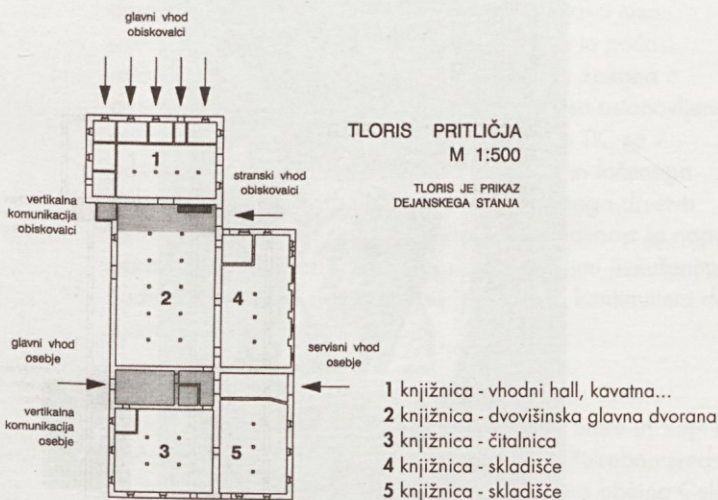 glavni vhod
obiskovalci
TLORIS PRITLIČJA
M 1:500
TLORIS JE PRIKAZ
DEJANSKEGA STANJA
1
stranski vhod
obiskovalci
vertikalna
komunikacija
obiskovalci
2
4
glavni vhod
osebje
servisni vhod
osebje
vertikalna
komunikacija
osebje
3
5
1 knjižnica - vhodni hall, kavatna...
2 knjižnica - dvovišinska glavna dvorana
3 knjižnica - čitalnica
4 knjižnica - skladišče
5 knjižnica - skladišče